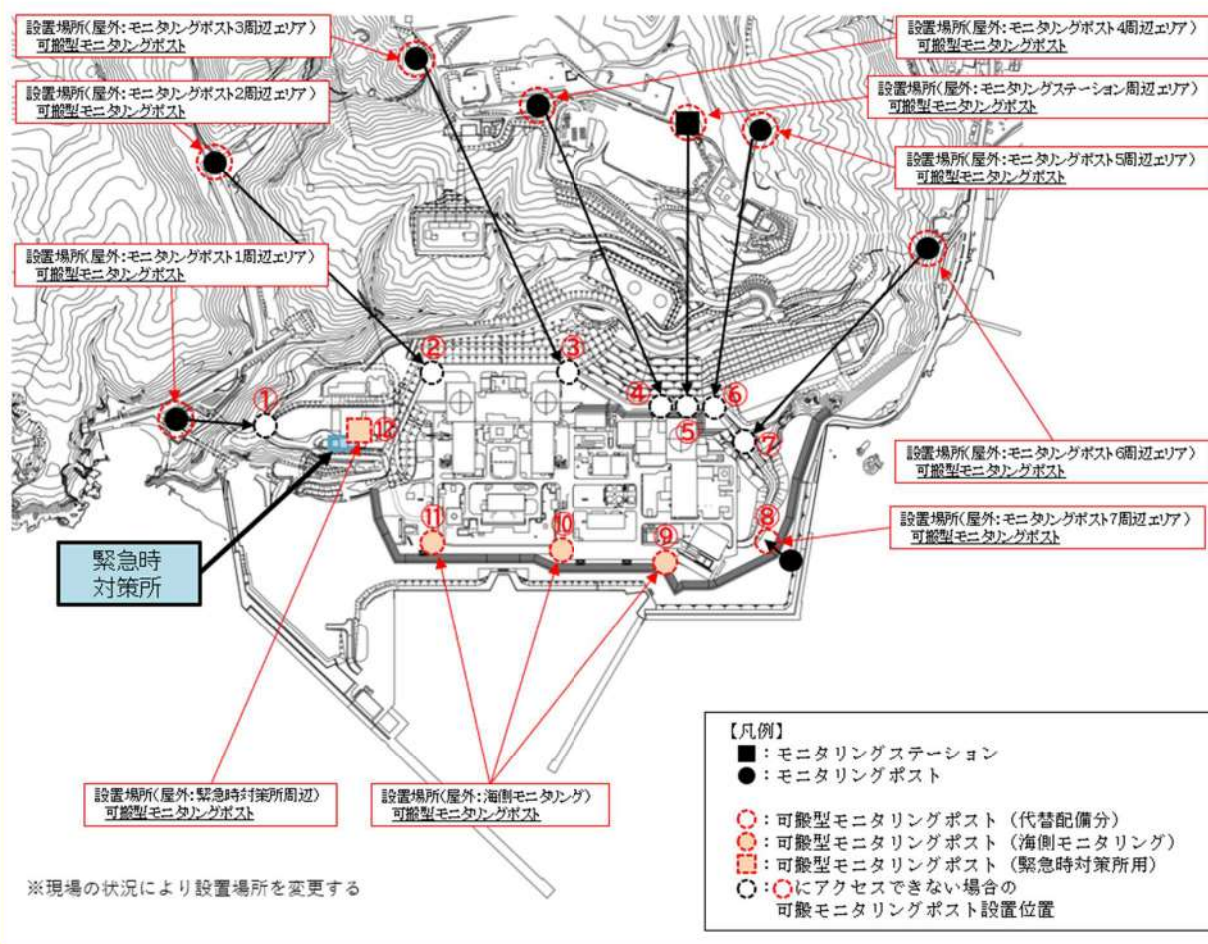 設置場所(屋外:モニタリングポスト3周辺エリア)
可搬型モニタリングポスト
設置場所(屋外:モニタリングポスト2周辺エリア)
可搬型モニタリングポスト
設置場所(屋外:モニタリングポスト1周辺エリア)
可搬型モニタリングポスト
設置場所(屋外:モニタリングポスト4周辺エリア)
可搬型モニタリングポスト
設置場所(屋外:モニタリングステーション周辺エリア)
可搬型モニタリングポスト
設置場所(屋外:モニタリングポスト5周辺エリア)
可搬型モニタリングポスト
設置場所(屋外:モニタリングポスト6周辺エリア)
可搬型モニタリングポスト
設置場所(屋外:モニタリングポスト7周辺エリア)
可搬型モニタリングポスト
①
②
③
④
⑤
⑥
⑦
⑧
⑨
⑩
⑪
⑫
緊急時
対策所
設置場所(屋外:緊急時対策所周辺)
可搬型モニタリングポスト
設置場所(屋外:海側モニタリング)
可搬型モニタリングポスト
※現場の状況により設置場所を変更する
【凡例】
■:モニタリングステーション
●:モニタリングポスト
:可搬型モニタリングポスト(代替配備分)
:可搬型モニタリングポスト(海側モニタリング)
:可搬型モニタリングポスト(緊急時対策所用)
:にアクセスできない場合の
可搬モニタリングポスト設置位置